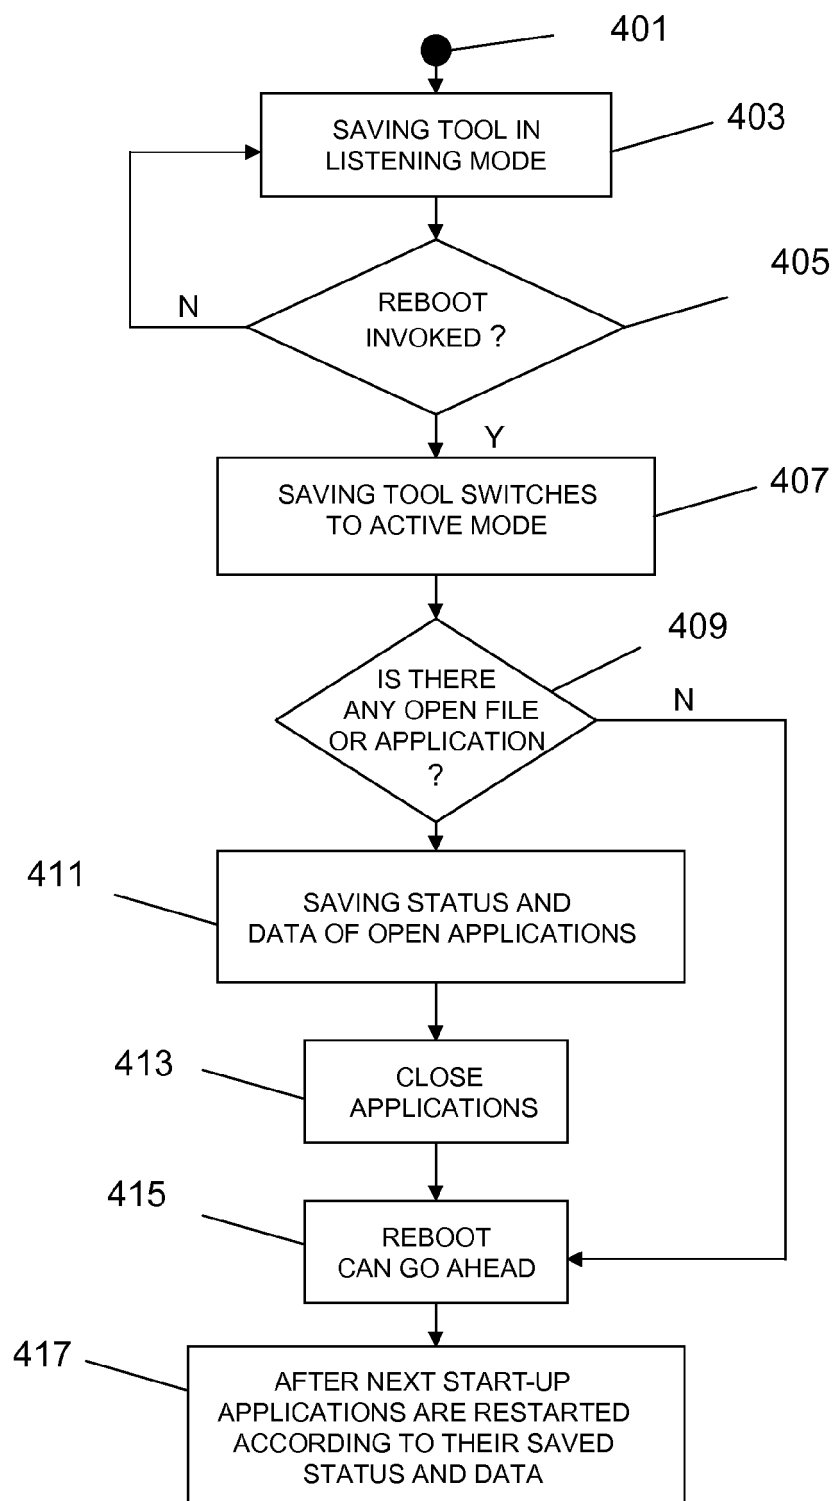 401
SAVING TOOL IN
LISTENING MODE
403
405
REBOOT
INVOKED ?
N
Y
SAVING TOOL SWITCHES
TO ACTIVE MODE
407
409
IS THERE
ANY OPEN FILE
OR APPLICATION
?
N
411
SAVING STATUS AND
DATA OF OPEN APPLICATIONS
413
CLOSE
APPLICATIONS
415
REBOOT
CAN GO AHEAD
417
AFTER NEXT START-UP
APPLICATIONS ARE RESTARTED
ACCORDING TO THEIR SAVED
STATUS AND DATA